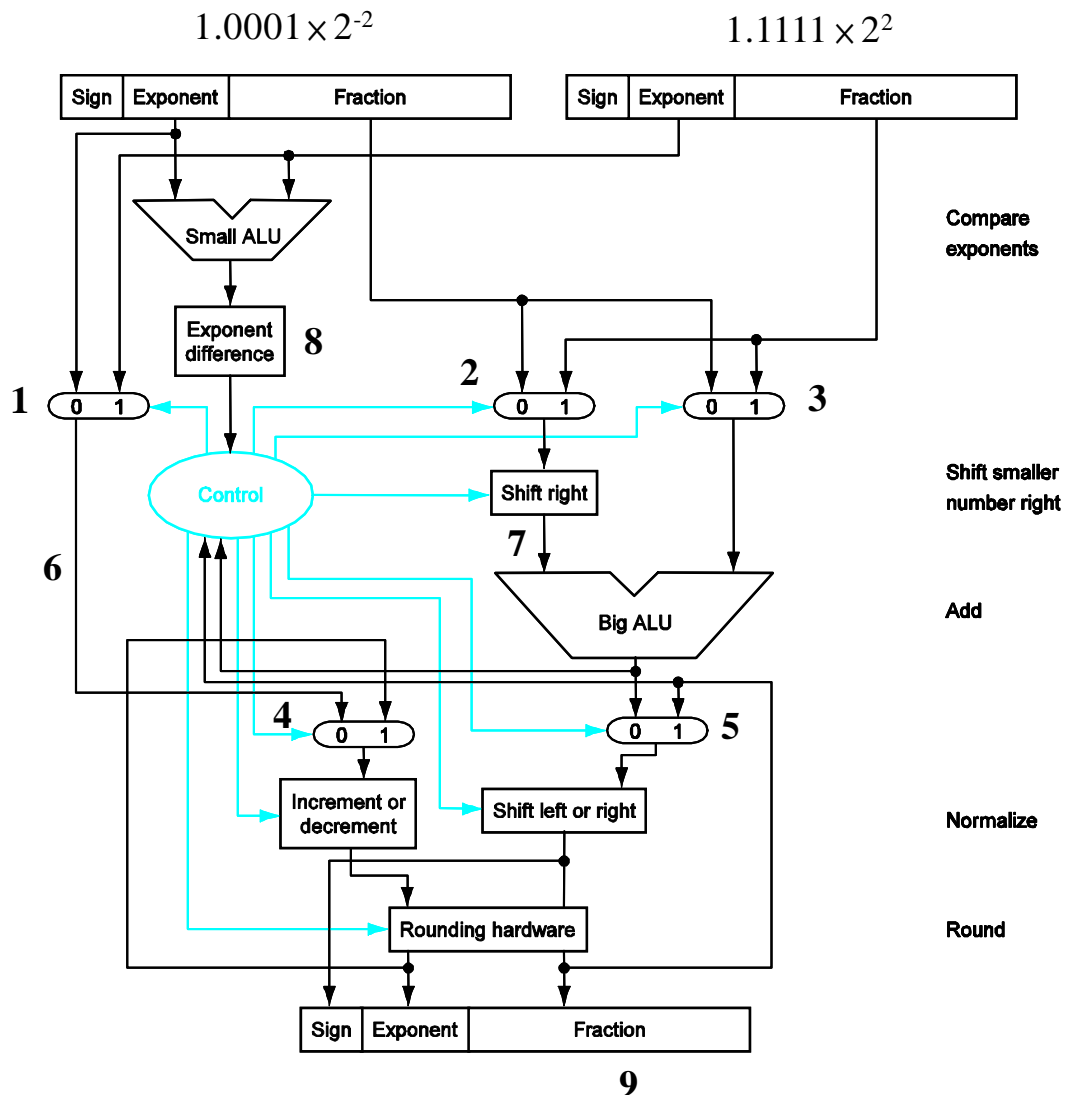 1.0001 × 2^-2
1.1111 × 2^2
Sign Exponent Fraction
Sign Exponent Fraction
Small ALU
Compare
exponents
Exponent
difference
8
1
0 1
2
0 1
0 1
3
Control
Shift right
Shift smaller
number right
7
6
Big ALU
Add
4
0 1
0 1
5
Increment or
decrement
Shift left or right
Normalize
Rounding hardware
Round
Sign Exponent Fraction
9